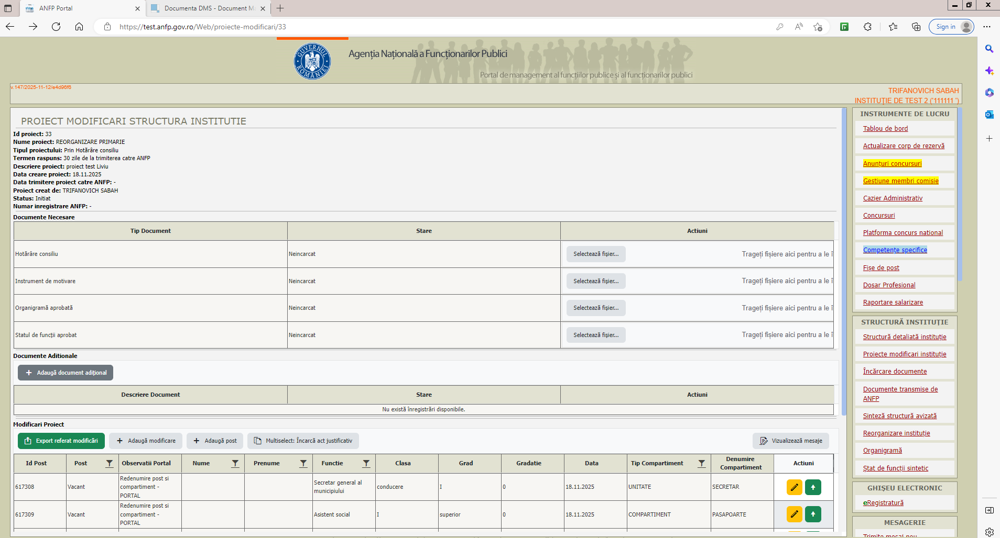 ANFP Portal
Documenta DMS - Document M
https://test.anfp.gov.ro/Web/proiecte-modificari/33
Sign in
GUVERNUL ROMÂNIEI
Agenția Națională a Funcționarilor Publici
Portal de management al funcțiilor publice și al funcționarilor publici
v.147/2025-11-12/e4d96f6
TRIFANOVICH SABAH
INSTITUȚIE DE TEST 2 ('111111 ')
PROIECT MODIFICARI STRUCTURA INSTITUTIE
Id proiect: 33
Nume proiect: REORGANIZARE PRIMARIE
Tipul proiectului: Prin Hotărâre consiliu
Termen raspuns: 30 zile de la trimiterea catre ANFP
Descriere proiect: proiect test Liviu
Data creare proiect: 18.11.2025
Data trimitere proiect catre ANFP: -
Proiect creat de: TRIFANOVICH SABAH
Status: Initiat
Numar inregistrare ANFP: -
Documente Necesare
Tip Document Stare Actiuni
Hotărâre consiliu Neincarcat Selectează fișier... Trageți fișiere aici pentru a le î
Instrument de motivare Neincarcat Selectează fișier... Trageți fișiere aici pentru a le î
Organigramă aprobată Neincarcat Selectează fișier... Trageți fișiere aici pentru a le î
Statul de funcții aprobat Neincarcat Selectează fișier... Trageți fișiere aici pentru a le î
Documente Aditionale
Adaugă document adițional
Descriere Document Stare Actiuni
Nu există înregistrări disponibile.
Modificari Proiect
Export referat modificări Adaugă modificare Adaugă post Multiselect: Încarcă act justificativ Vizualizează mesaje
Id Post Post Observatii Portal Nume Prenume Functie Clasa Grad Gradatie Data Tip Compartiment Denumire Compartiment Actiuni
617308 Vacant Redenumire post si compartiment - PORTAL Secretar general al municipiului conducere I 0 18.11.2025 UNITATE SECRETAR
617309 Vacant Redenumire post si compartiment - PORTAL Asistent social I superior 0 18.11.2025 COMPARTIMENT PASAPOARTE
INSTRUMENTE DE LUCRU
Tablou de bord
Actualizare corp de rezervă
Anunțuri concursuri
Gestiune membri comisie
Cazier Administrativ
Concursuri
Platforma concurs national
Competențe specifice
Fișe de post
Dosar Profesional
Raportare salarizare
STRUCTURĂ INSTITUȚIE
Structură detaliată instituție
Proiecte modificari instituție
Încărcare documente
Documente transmise de
ANFP
Sinteză structură avizată
Reorganizare instituție
Organigramă
Ștat de funcții sintetic
GHIȘEU ELECTRONIC
eRegistratură
MESAGERIE
Trimite mesaj nou